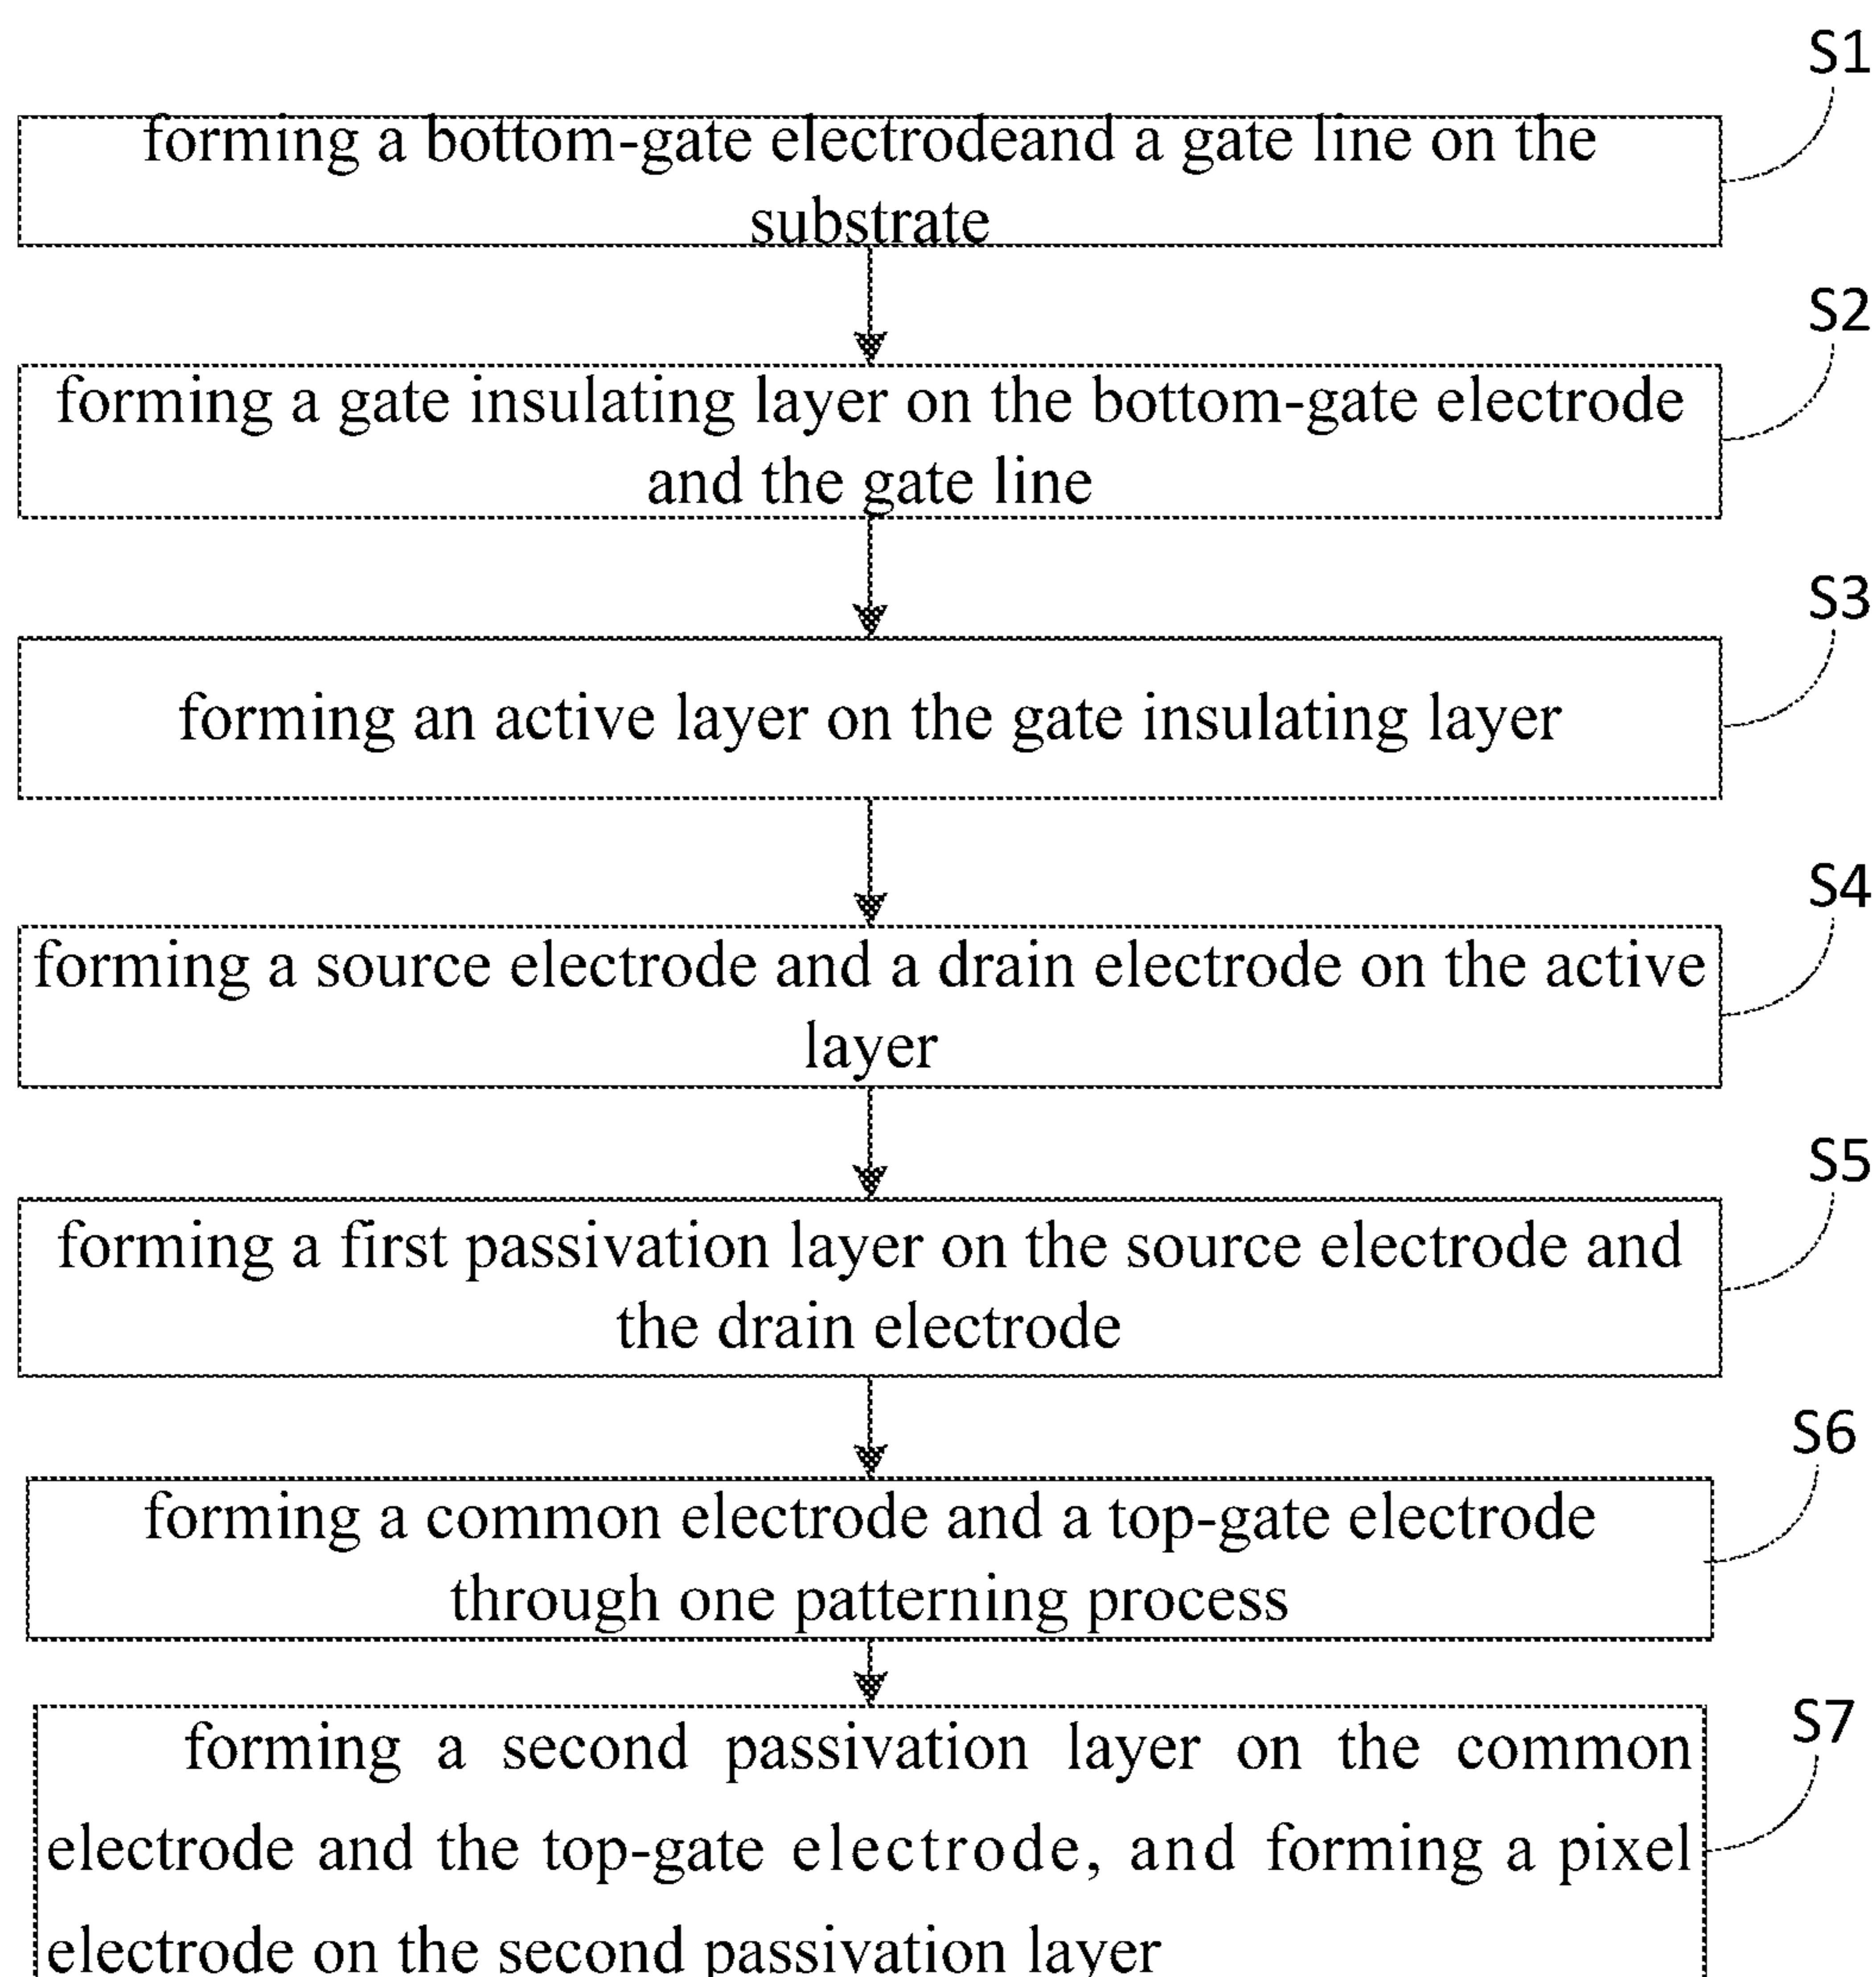 S1
forming a bottom-gate electrodeand a gate line on the
substrate
S2
forming a gate insulating layer on the bottom-gate electrode
and the gate line
S3
forming an active layer on the gate insulating layer
S4
forming a source electrode and a drain electrode on the active
layer
S5
forming a first passivation layer on the source electrode and
the drain electrode
S6
forming a common electrode and a top-gate electrode
through one patterning process
S7
forming a second passivation layer on the common
electrode and the top-gate electrode, and forming a pixel
electrode on the second passivation layer